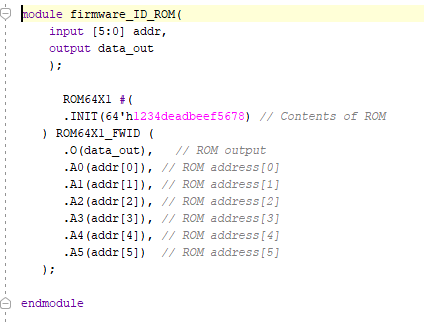 module firmware_ID_ROM(
    input [5:0] addr,
    output data_out
    );

      ROM64X1 #(
      .INIT(64'h1234deadbeef5678) // Contents of ROM
   ) ROM64X1_FWID (
      .O(data_out),   // ROM output
      .A0(addr[0]), // ROM address[0]
      .A1(addr[1]), // ROM address[1]
      .A2(addr[2]), // ROM address[2]
      .A3(addr[3]), // ROM address[3]
      .A4(addr[4]), // ROM address[4]
      .A5(addr[5])  // ROM address[5]
   );

endmodule